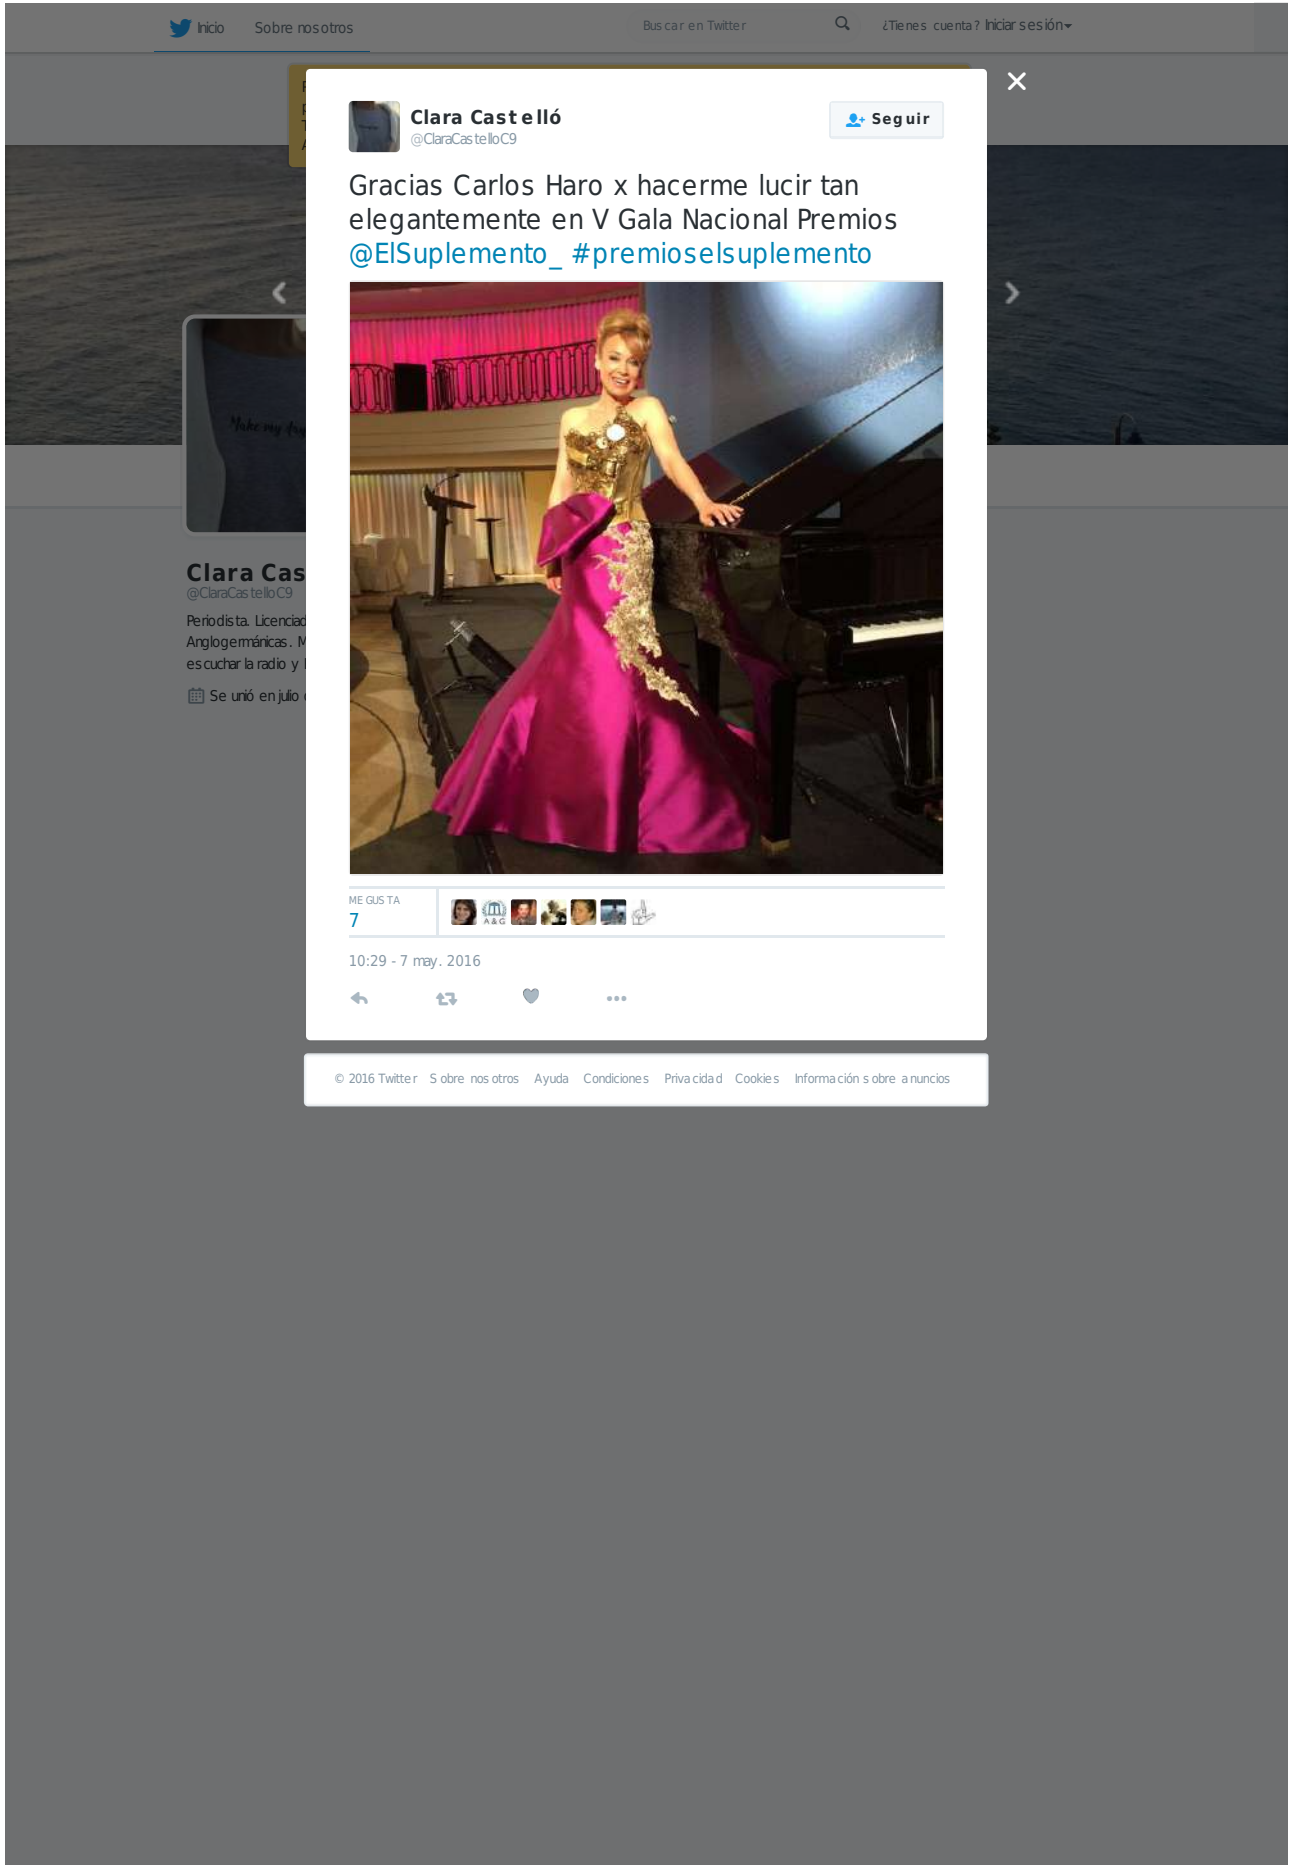 Inicio Sobre nosotros Buscar en Twitter ¿Tienes cuenta? Iniciar sesión
Clara Castelló
@ClaraCastelloC9
Seguir
Gracias Carlos Haro x hacerme lucir tan
elegantemente en V Gala Nacional Premios
@ElSuplemento_ #premioselsuplemento
Make my day
Clara Cas
@ClaraCastelloC9
Periodista. Licenciad
Anglogermánicas. M
escuchar la radio y
Se unió en julio
ME GUSTA
7
A & G
10:29 - 7 may. 2016
© 2016 Twitter Sobre nosotros Ayuda Condiciones Privacidad Cookies Información sobre anuncios